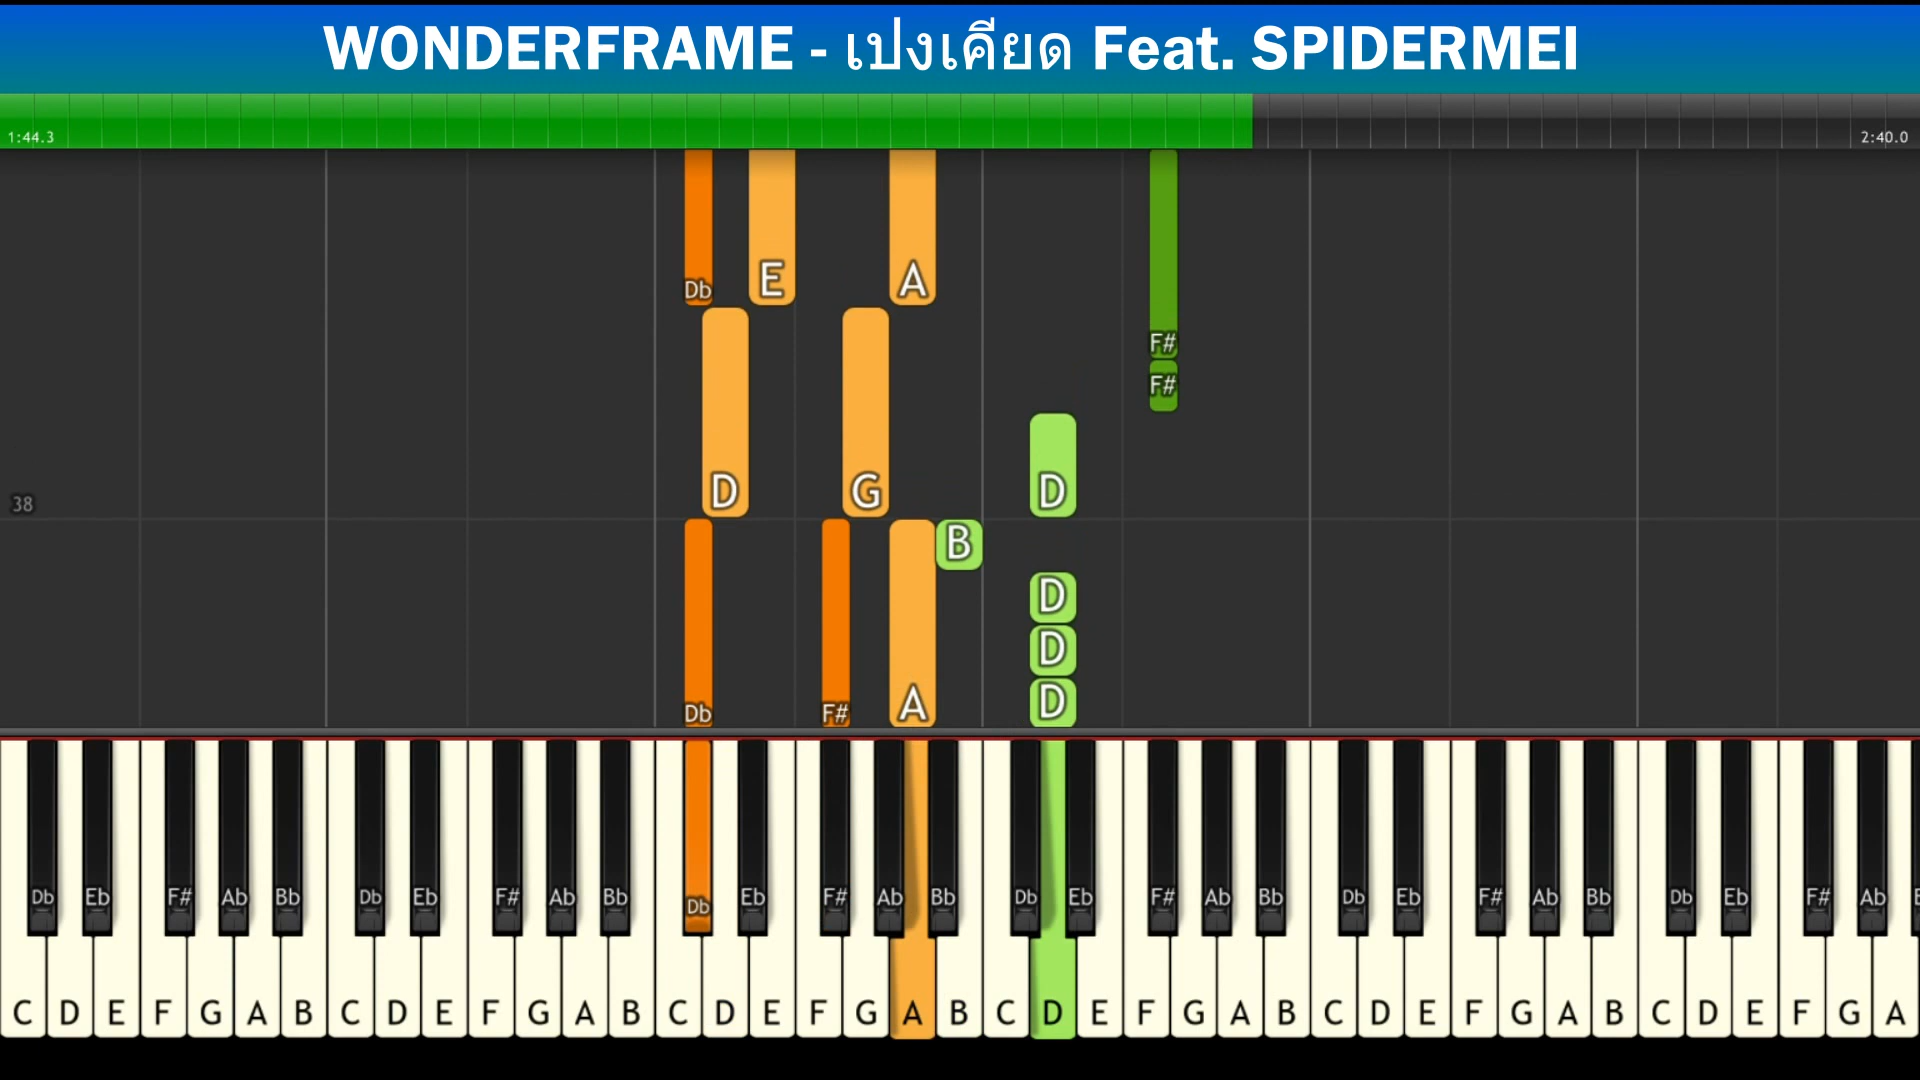 WONDERFRAME - เปงเคียด Feat. SPIDERMEI
1:44.3 2:40.0
Db E A
F#
F#
D G D
38
B
D
D
Db F# A D
Db Eb F# Ab Bb Db Eb F# Ab Bb Db Eb F# Ab Bb Db Eb F# Ab Bb Db Eb F# Ab Bb Db Eb F# Ab
C D E F G A B C D E F G A B C D E F G A B C D E F G A B C D E F G A B C D E F G A